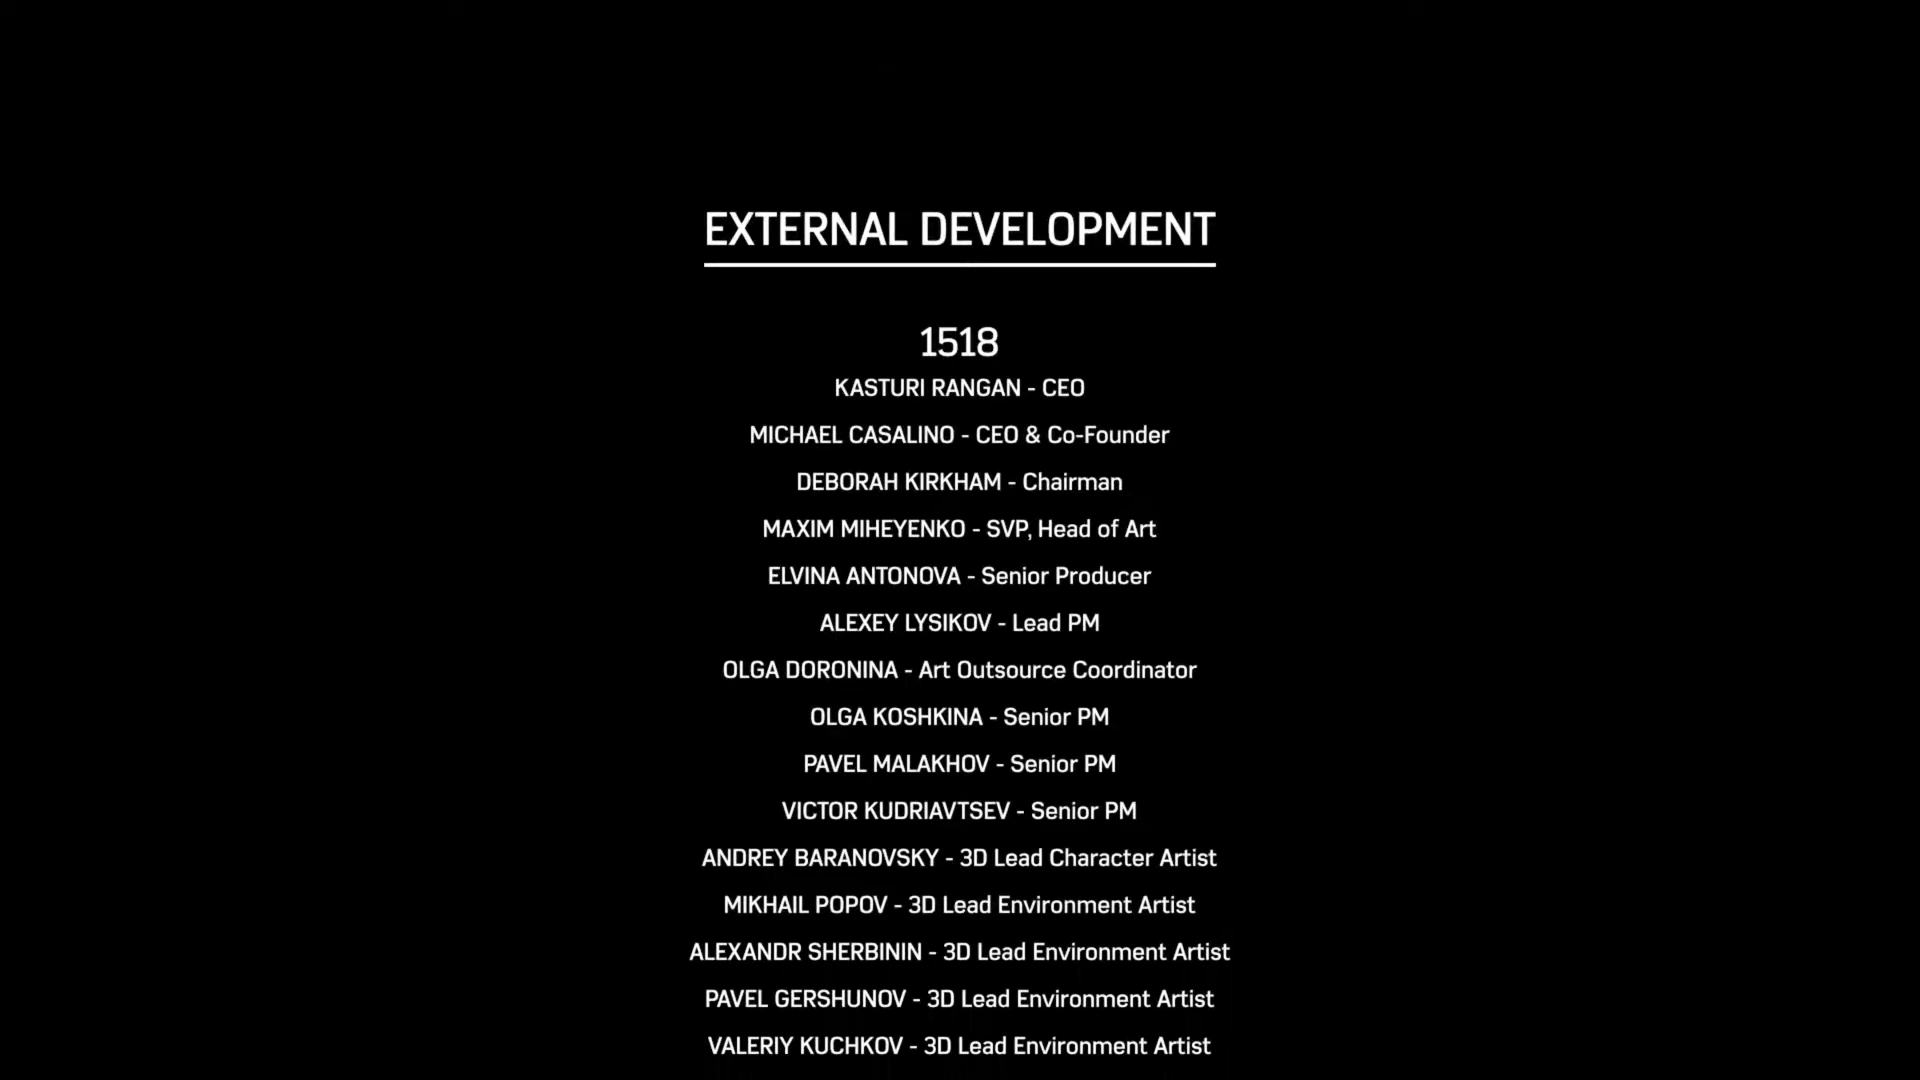 EXTERNAL DEVELOPMENT
1518
KASTURI RANGAN - CEO
MICHAEL CASALINO - CEO & Co-Founder
DEBORAH KIRKHAM - Chairman
MAXIM MIHEYENKO - SVP, Head of Art
ELVINA ANTONOVA - Senior Producer
ALEXEY LYSIKOV - Lead PM
OLGA DORONINA - Art Outsource Coordinator
OLGA KOSHKINA - Senior PM
PAVEL MALAKHOV - Senior PM
VICTOR KUDRIAVTSEV - Senior PM
ANDREY BARANOVSKY - 3D Lead Character Artist
MIKHAIL POPOV - 3D Lead Environment Artist
ALEXANDR SHERBININ - 3D Lead Environment Artist
PAVEL GERSHUNOV - 3D Lead Environment Artist
VALERIY KUCHKOV - 3D Lead Environment Artist